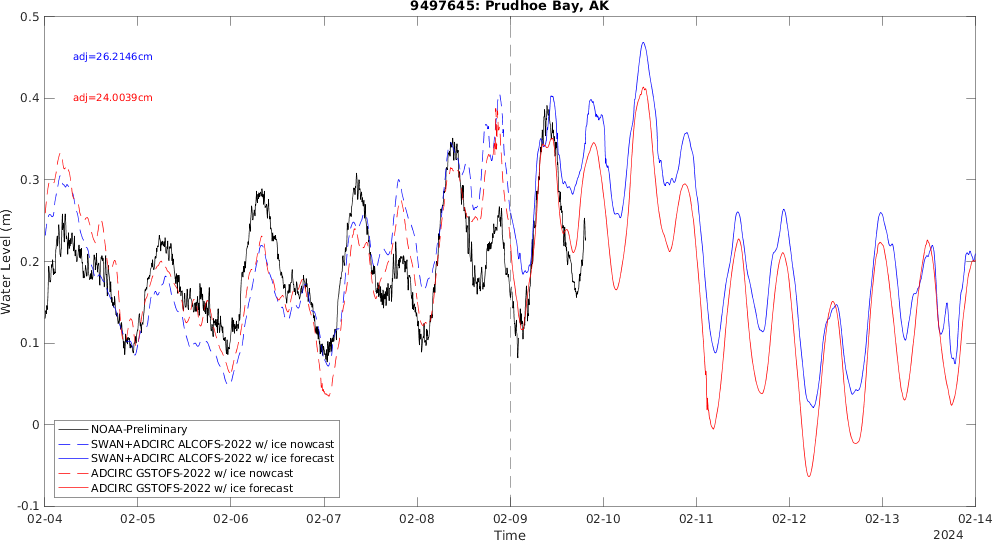 9497645: Prudhoe Bay, AK
0.5
adj=26.2146cm
0.4
adj=24.0039cm
0.3
0.2
0.1
0
-0.1
Water Level (m)
NOAA-Preliminary
SWAN+ADCIRC ALCOFS-2022 w/ ice nowcast
SWAN+ADCIRC ALCOFS-2022 w/ ice forecast
ADCIRC GSTOFS-2022 w/ ice nowcast
ADCIRC GSTOFS-2022 w/ ice forecast
02-04 02-05 02-06 02-07 02-08 02-09 02-10 02-11 02-12 02-13 02-14
Time
2024